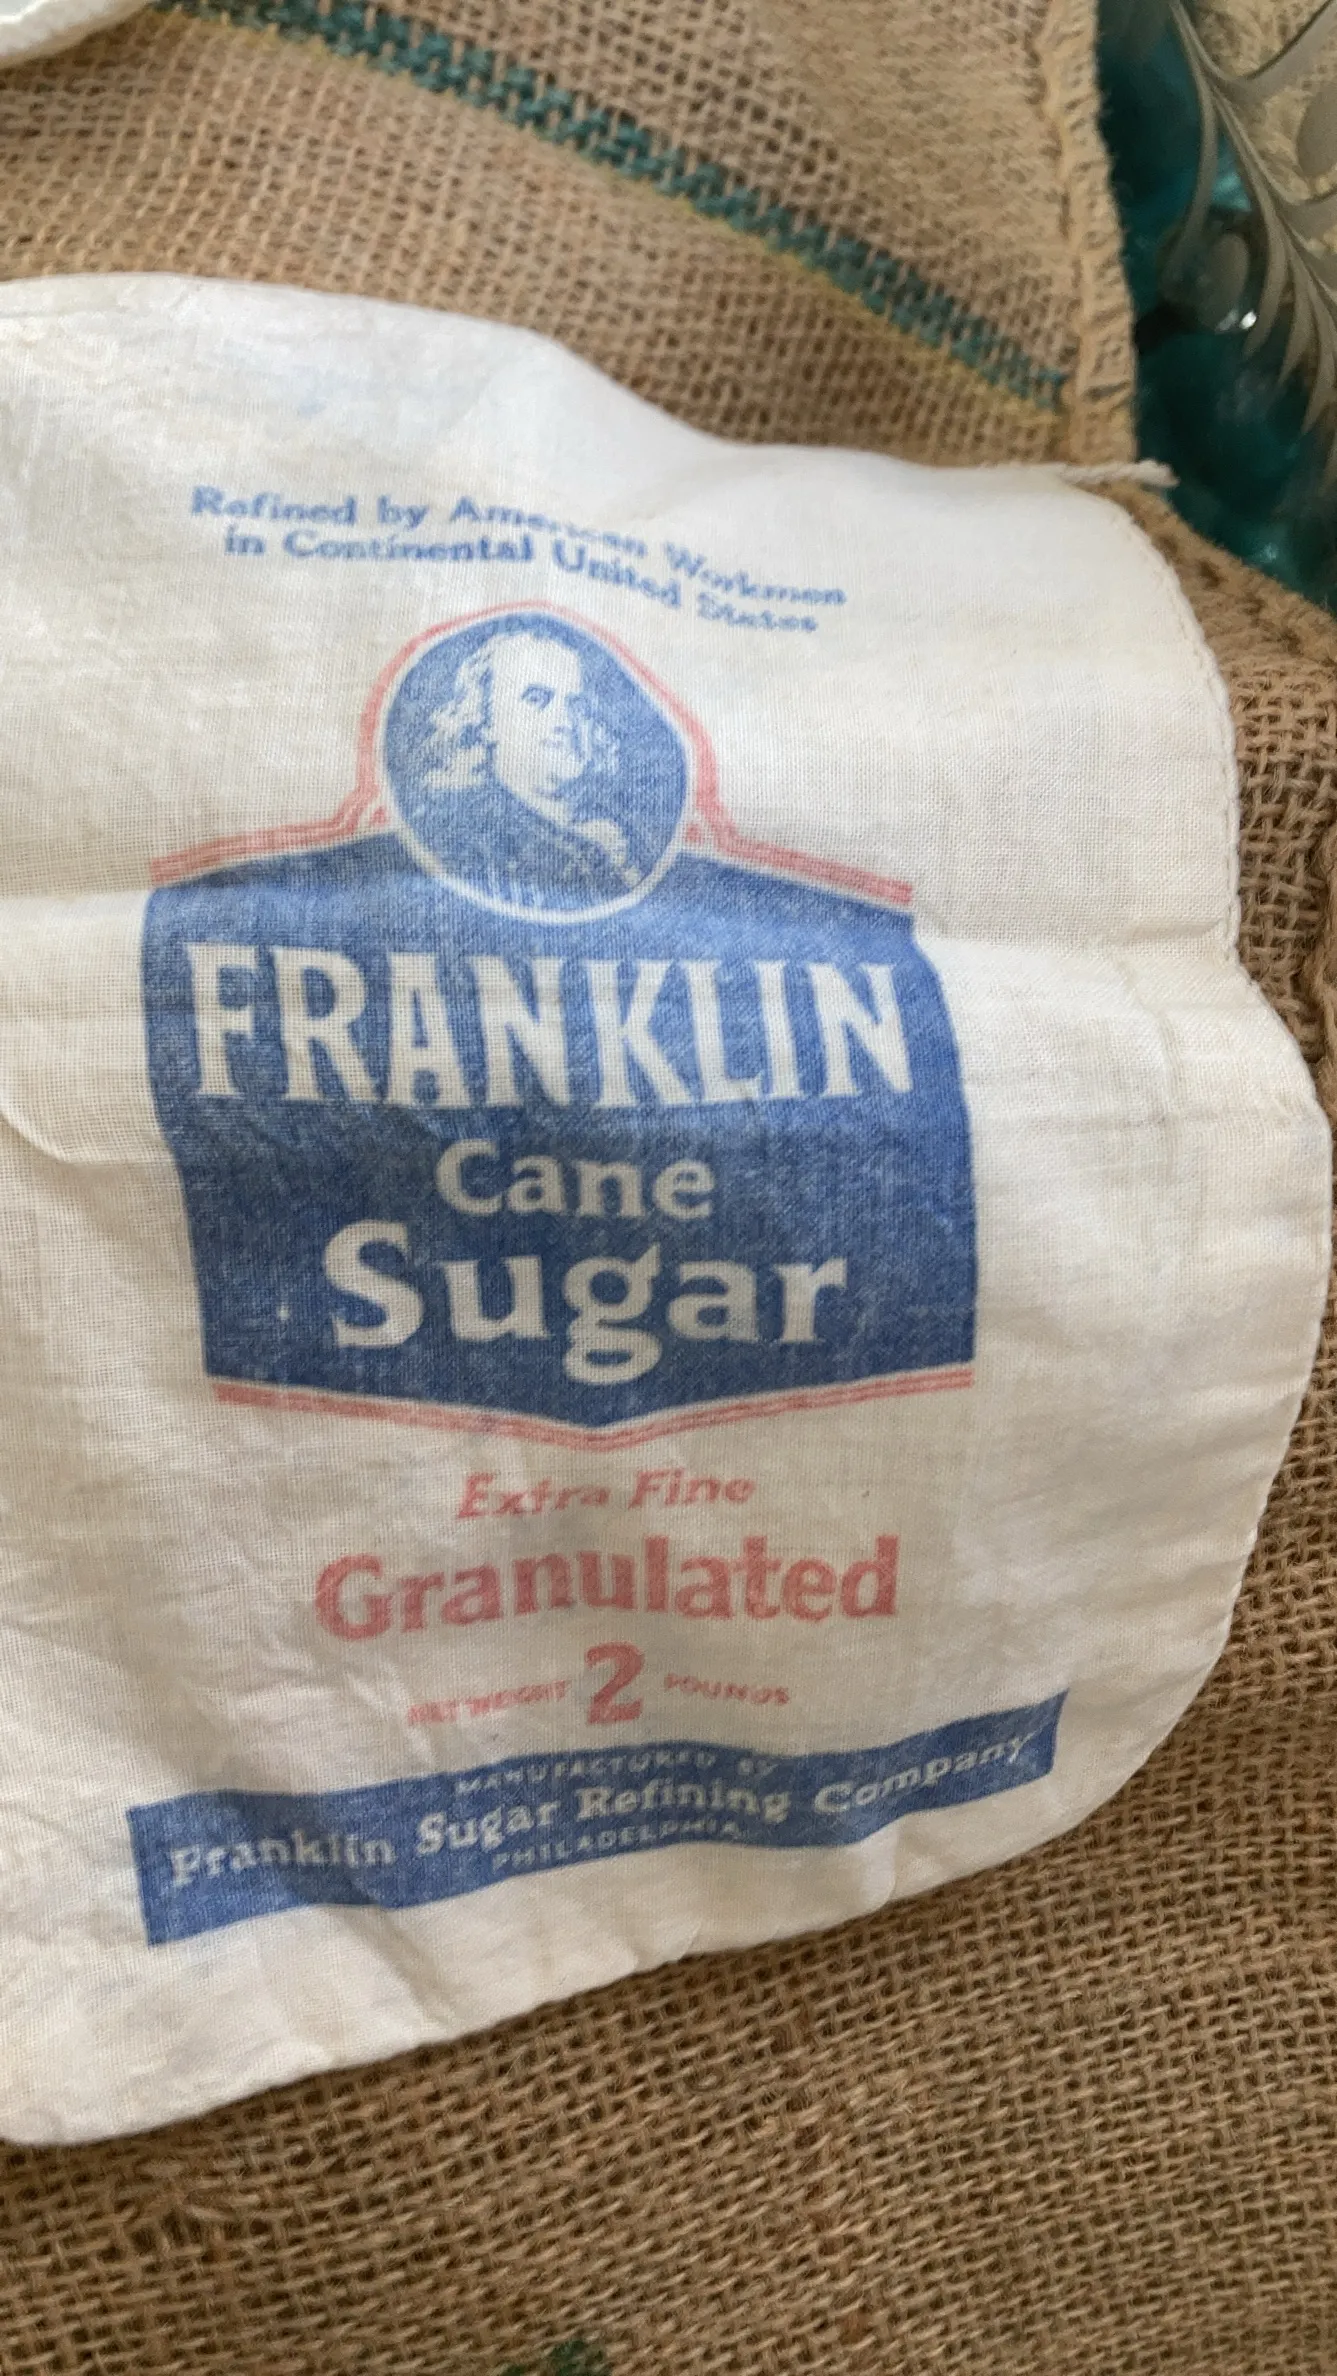 Refined by American Workmen
in Continental United States
FRANKLIN
Cane
Sugar
Extra Fine
Granulated
NET WEIGHT 2 POUNDS
MANUFACTURED BY
Franklin Sugar Refining Company
PHILADELPHIA